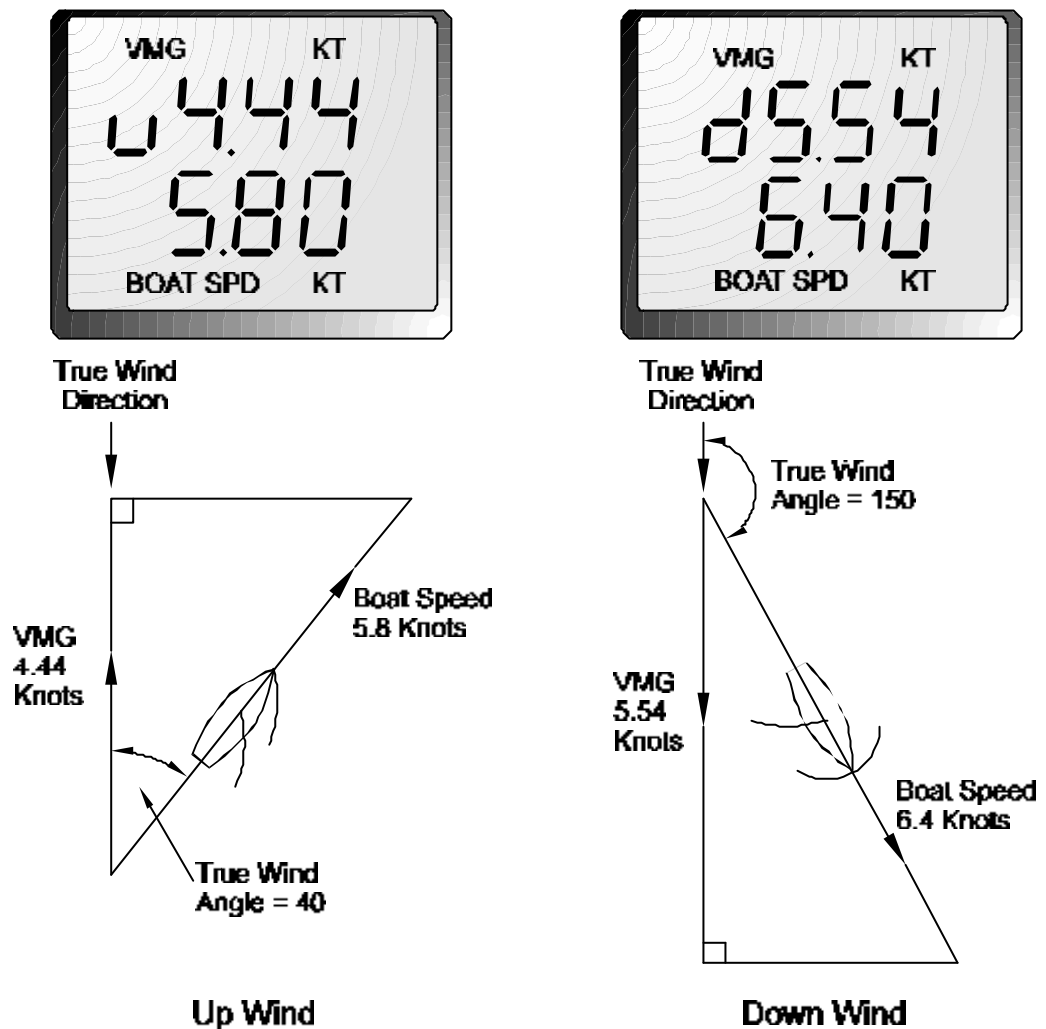 VMG KT
u4.44
5.80
BOAT SPD KT
True Wind
Direction
VMG
4.44
Knots
Boat Speed
5.8 Knots
True Wind
Angle = 40
Up Wind
VMG KT
d5.54
6.40
BOAT SPD KT
True Wind
Direction
True Wind
Angle = 150
VMG
5.54
Knots
Boat Speed
6.4 Knots
Down Wind